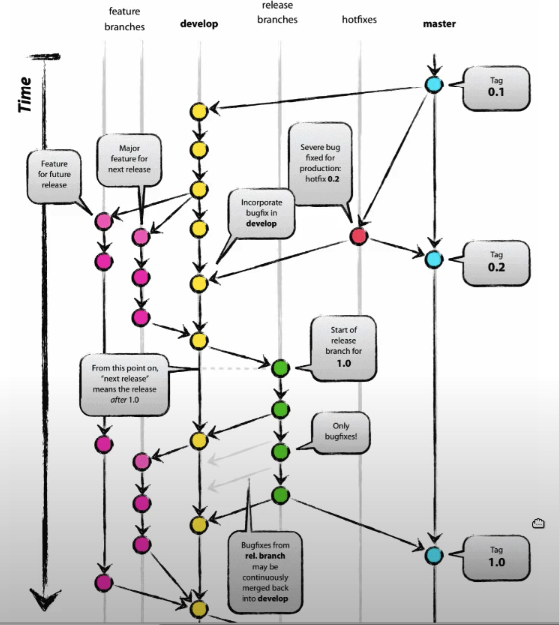 feature
branches
develop
release
branches
hotfixes
master
Time
Tag
0.1
Feature
for future
release
Major
feature for
next release
Severe bug
fixed for
production:
hotfix 0.2
Incorporate
bugfix in
develop
Tag
0.2
Start of
release
branch for
1.0
From this point on,
"next release"
means the release
after 1.0
Only
bugfixes!
Bugfixes from
rel. branch
may be
continuously
merged back
into develop
Tag
1.0